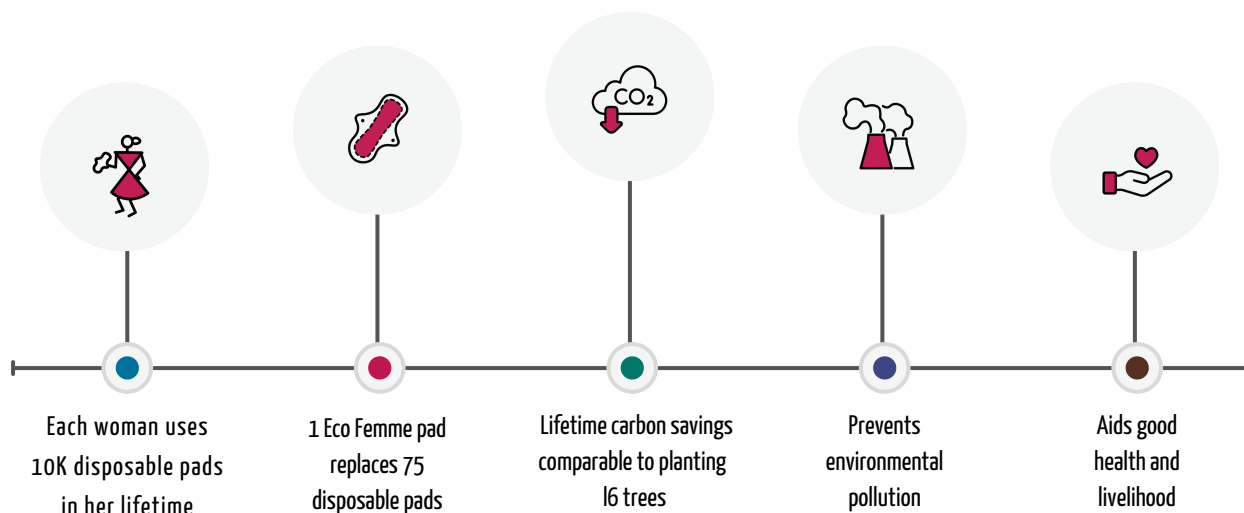 CO₂
Each woman uses
10K disposable pads
in her lifetime
1 Eco Femme pad
replaces 75
disposable pads
Lifetime carbon savings
comparable to planting
16 trees
Prevents
environmental
pollution
Aids good
health and
livelihood